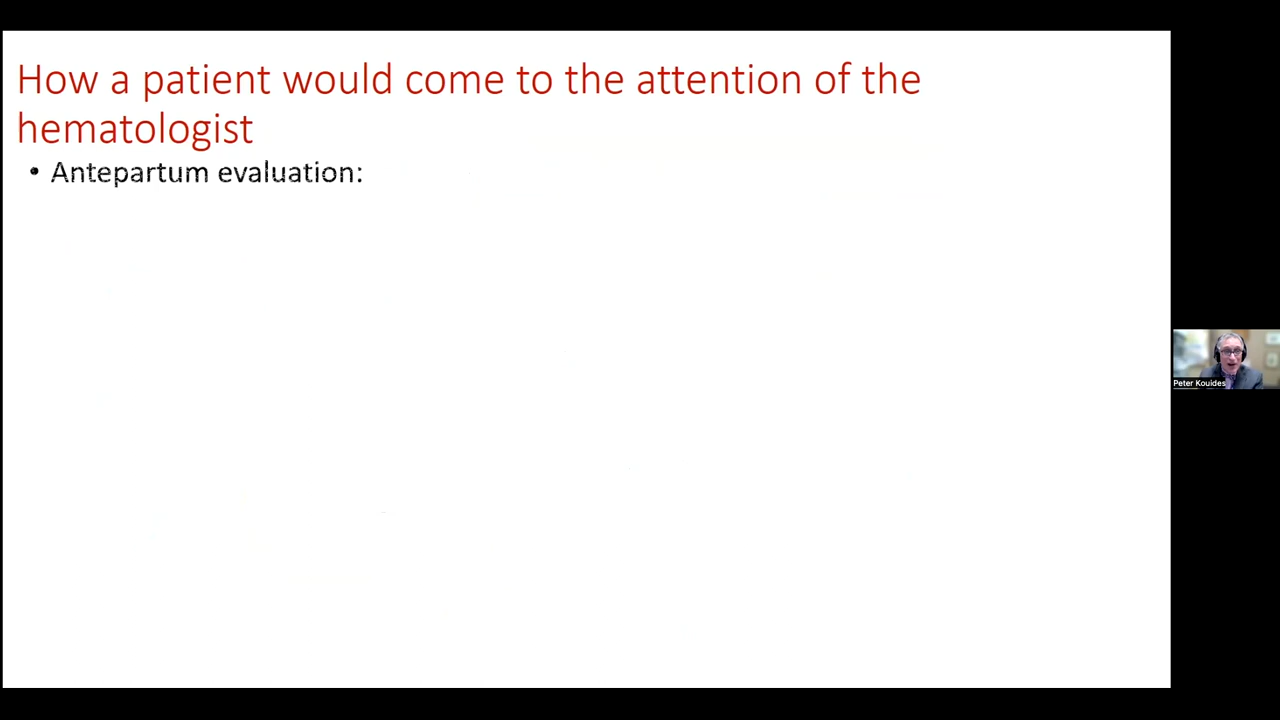 How a patient would come to the attention of the
hematologist
• Antepartum evaluation:
Peter Kouides